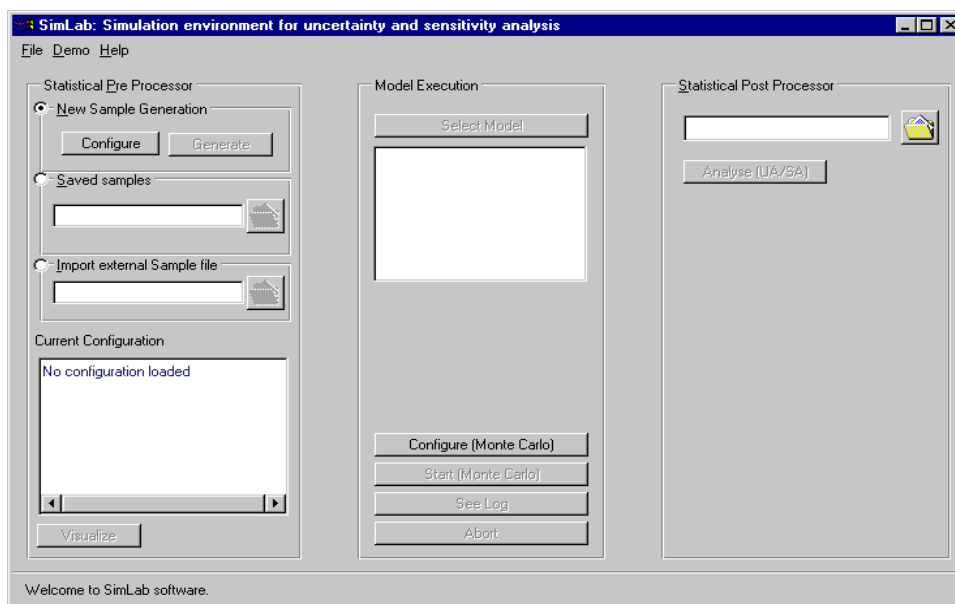 SimLab: Simulation environment for uncertainty and sensitivity analysis
File Demo Help
Statistical Pre Processor
New Sample Generation
Configure
Generate
Saved samples
Import external Sample file
Current Configuration
No configuration loaded
Visualize
Model Execution
Select Model
Configure (Monte Carlo)
Start (Monte Carlo)
See Log
Abort
Statistical Post Processor
Analyse (UA/SA)
Welcome to SimLab software.